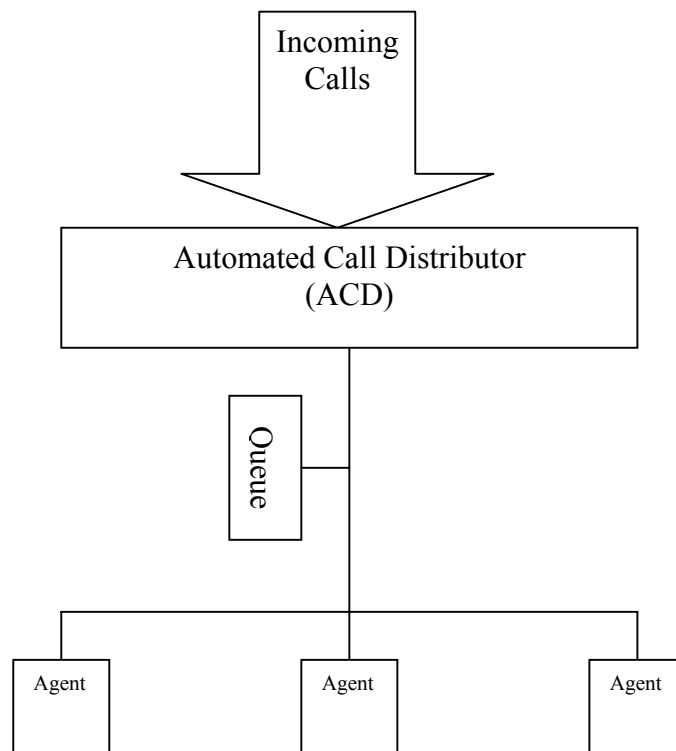 Incoming
Calls
Automated Call Distributor
(ACD)
Queue
Agent
Agent
Agent